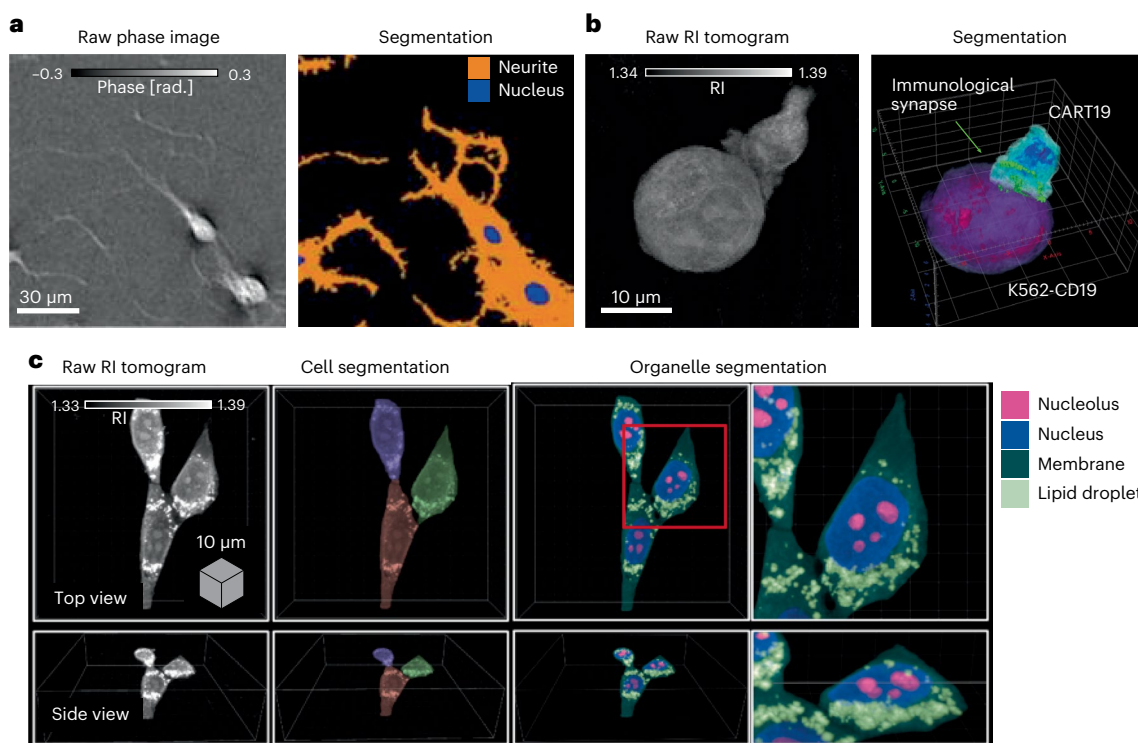 a
Raw phase image
Segmentation
−0.3
0.3
Phase [rad.]
30 µm
Neurite
Nucleus
b
Raw RI tomogram
Segmentation
1.34
1.39
RI
10 µm
Immunological
synapse
CART19
K562-CD19
c
Raw RI tomogram
Cell segmentation
Organelle segmentation
1.33
1.39
RI
10 µm
Top view
Side view
Nucleolus
Nucleus
Membrane
Lipid droplet